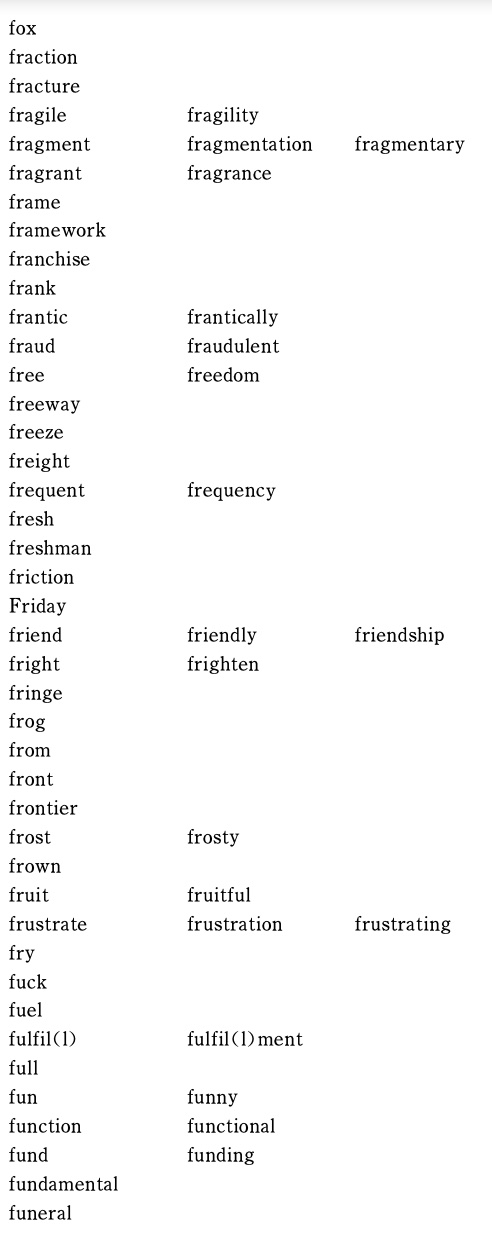 fox
fraction
fracture
fragile fragility
fragment fragmentation fragmentary
fragrant fragrance
frame
framework
franchise
frank
frantic frantically
fraud fraudulent
free freedom
freeway
freeze
freight
frequent frequency
fresh
freshman
friction
Friday
friend friendly friendship
fright frighten
fringe
frog
from
front
frontier
frost frosty
frown
fruit fruitful
frustrate frustration frustrating
fry
fuck
fuel
fulfil(l) fulfil(l)ment
full
fun funny
function functional
fund funding
fundamental
funeral